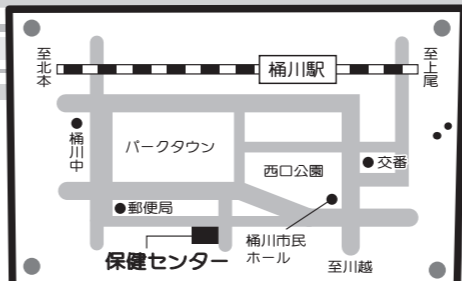 至北本
桶川駅
至上尾
桶川中
パークタウン
西口公園
交番
郵便局
桶川市民
ホール
保健センター
至川越